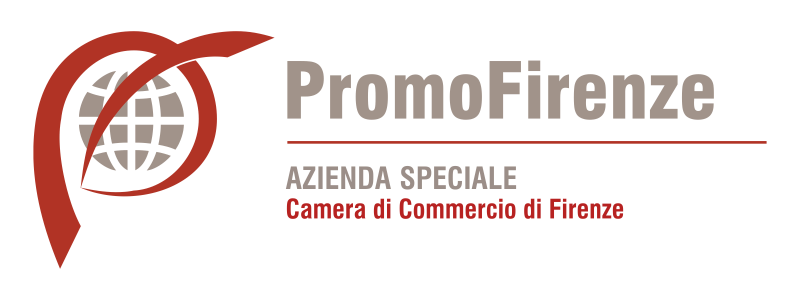 PromoFirenze
AZIENDA SPECIALE
Camera di Commercio di Firenze